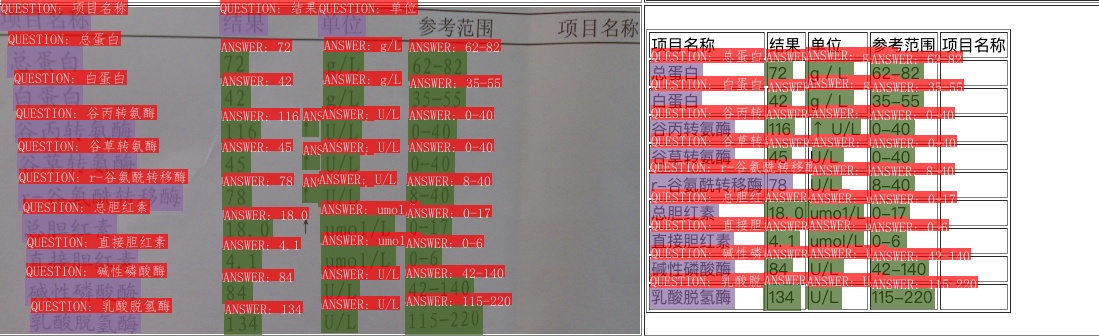 QUESTION: 项目名称 QUESTION: 结果 QUESTION: 单位
项目名称 结果 单位 参考范围 项目名称
QUESTION: 总蛋白 ANSWER: 72 ANSWER: g/L ANSWER: 62-82
总蛋白 72 g/L 62-82
QUESTION: 白蛋白 ANSWER: 42 ANSWER: g/L ANSWER: 35-55
白蛋白 42 g/L 35-55
QUESTION: 谷丙转氨酶 ANSWER: 116 ANSWER: U/L ANSWER: 0-40
谷丙转氨酶 116 ↑ U/L 0-40
QUESTION: 谷草转氨酶 ANSWER: 45 ANSWER: U/L ANSWER: 0-40
谷草转氨酶 45 U/L 0-40
QUESTION: r-谷氨酰转移酶 ANSWER: 78 ANSWER: U/L ANSWER: 8-40
谷氨酰转移酶 78 U/L 8-40
QUESTION: 总胆红素 ANSWER: 18.0 ANSWER: umol ANSWER: 0-17
总胆红素 18.0 ↑ umo1/L 0-17
QUESTION: 直接胆红素 ANSWER: 4.1 ANSWER: umol ANSWER: 0-6
直接胆红素 4.1 umol/L 0-6
QUESTION: 碱性磷酸酶 ANSWER: 84 ANSWER: U/L ANSWER: 42-140
碱性磷酸酶 84 U/L 42-140
QUESTION: 乳酸脱氢酶 ANSWER: 134 ANSWER: U/L ANSWER: 115-220
乳酸脱氢酶 134 U/L 115-220
项目名称 结果 单位 参考范围 项目名称
总蛋白 72 g/L 62-82
白蛋白 42 g/L 35-55
谷丙转氨酶 116 ↑ U/L 0-40
谷草转氨酶 45 U/L 0-40
r-谷氨酰转移酶 78 U/L 8-40
总胆红素 18.0 umo1/L 0-17
直接胆红素 4.1 umol/L 0-6
碱性磷酸酶 84 U/L 42-140
乳酸脱氢酶 134 U/L 115-220